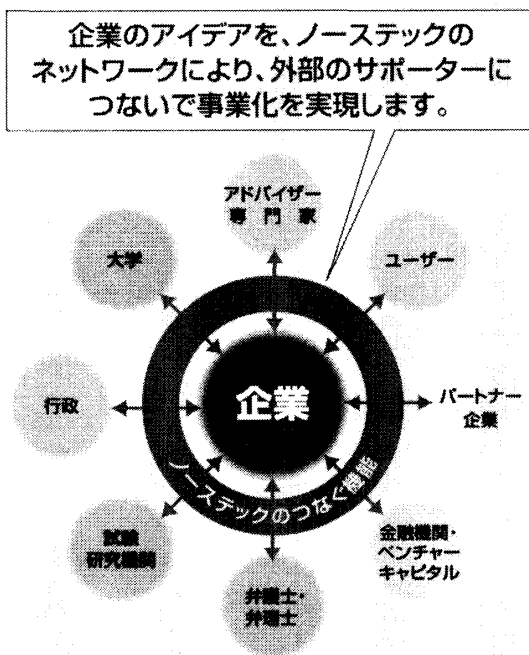 企業のアイデアを、ノーステックの
ネットワークにより、外部のサポーターに
つないで事業化を実現します。
アドバイザー
専門家
大学
ユーザー
行政
企業
パートナー
企業
ノーステックのつなぐ機能
試験
研究機関
金融機関・
ベンチャー
キャピタル
弁護士・
弁理士